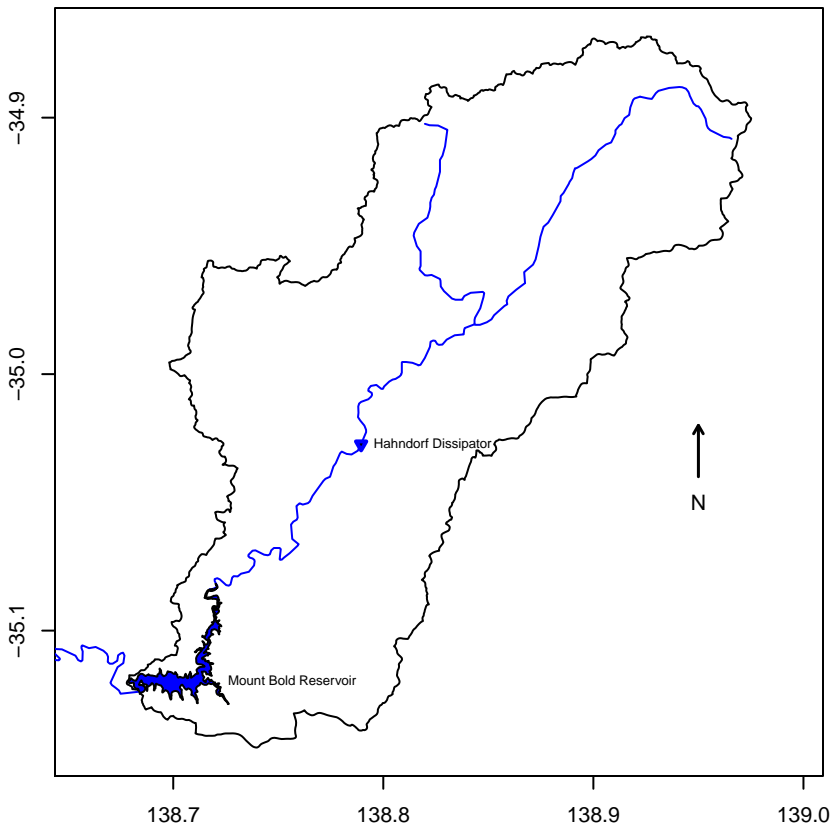 −34.9
−35.0
−35.1
Hahndorf Dissipator
N
Mount Bold Reservoir
138.7
138.8
138.9
139.0